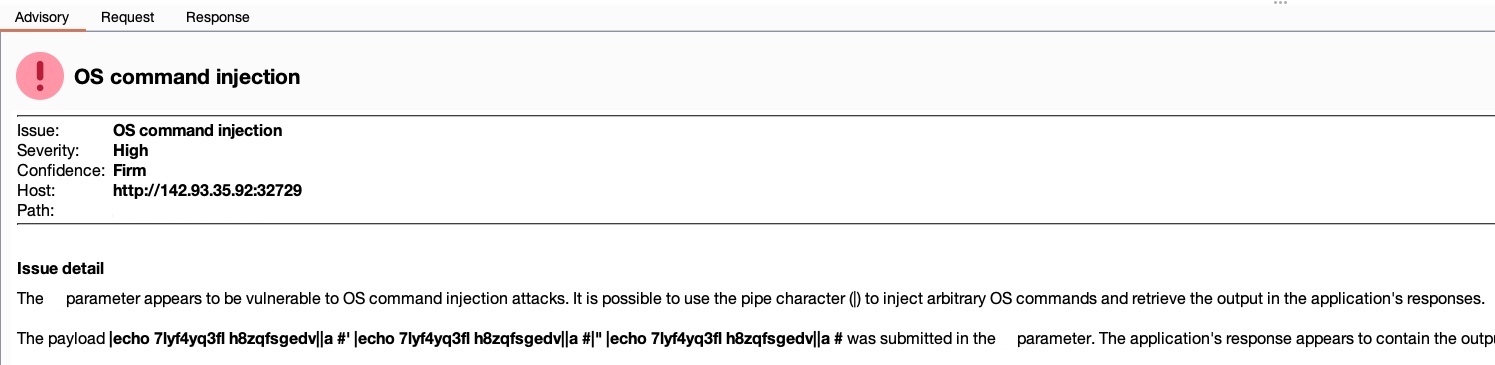 Advisory Request Response
OS command injection
Issue: OS command injection
Severity: High
Confidence: Firm
Host: http://142.93.35.92:32729
Path:
Issue detail
The parameter appears to be vulnerable to OS command injection attacks. It is possible to use the pipe character (|) to inject arbitrary OS commands and retrieve the output in the application's responses.
The payload |echo 7lyf4yq3fl h8zqfsgedv||a #' |echo 7lyf4yq3fl h8zqfsgedv||a #|" |echo 7lyf4yq3fl h8zqfsgedv||a # was submitted in the parameter. The application's response appears to contain the outpu